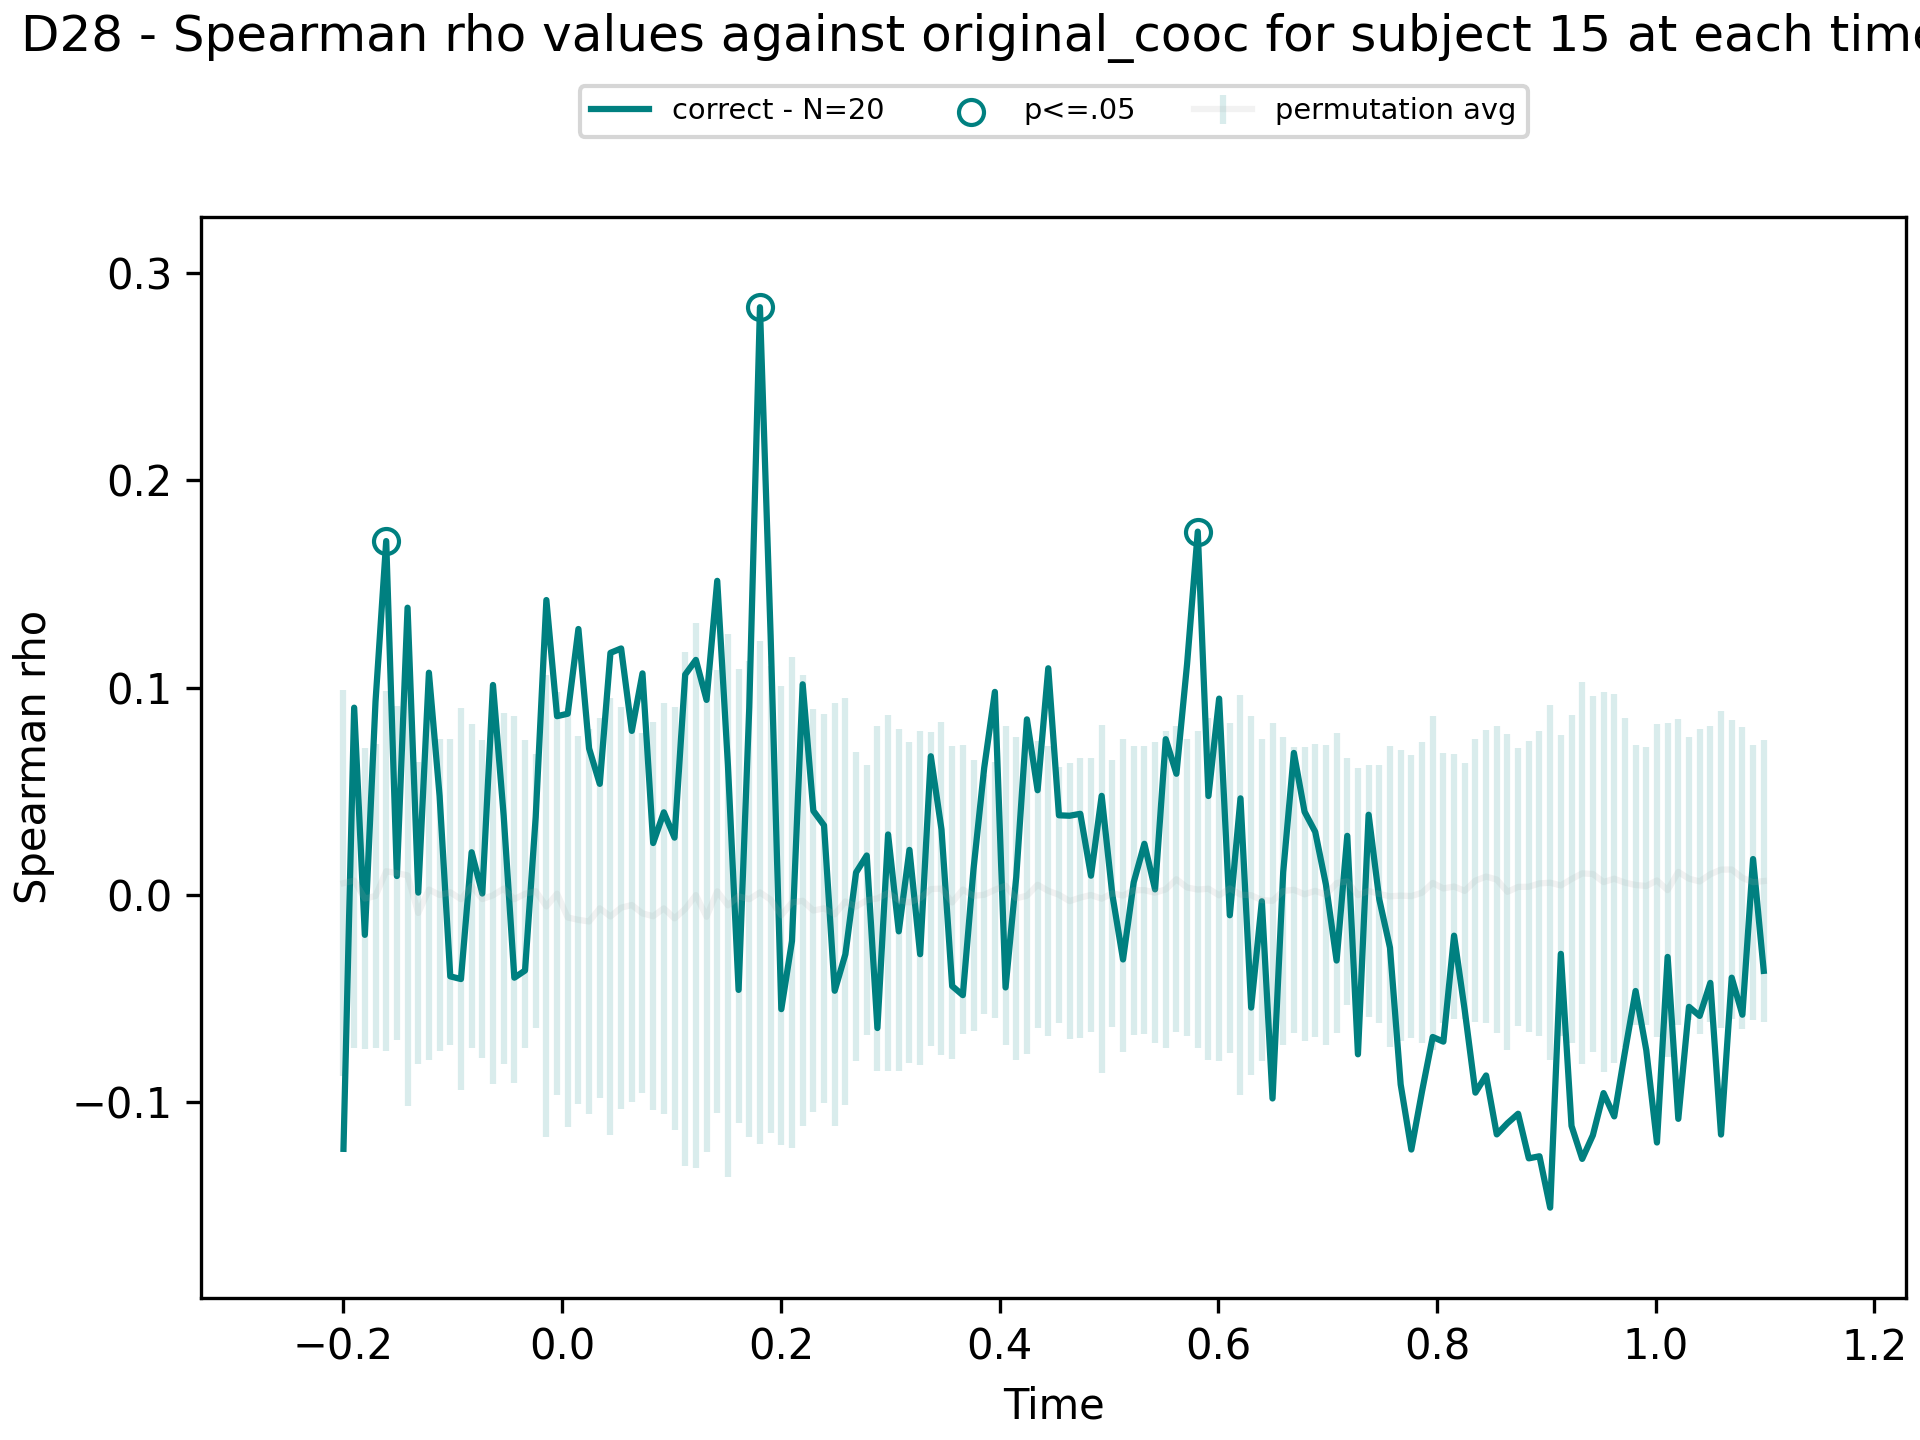 D28 - Spearman rho values against original_cooc for subject 15 at each time
correct - N=20 p<=.05 permutation avg
0.3
0.2
0.1
0.0
−0.1
Spearman rho
−0.2 0.0 0.2 0.4 0.6 0.8 1.0 1.2
Time